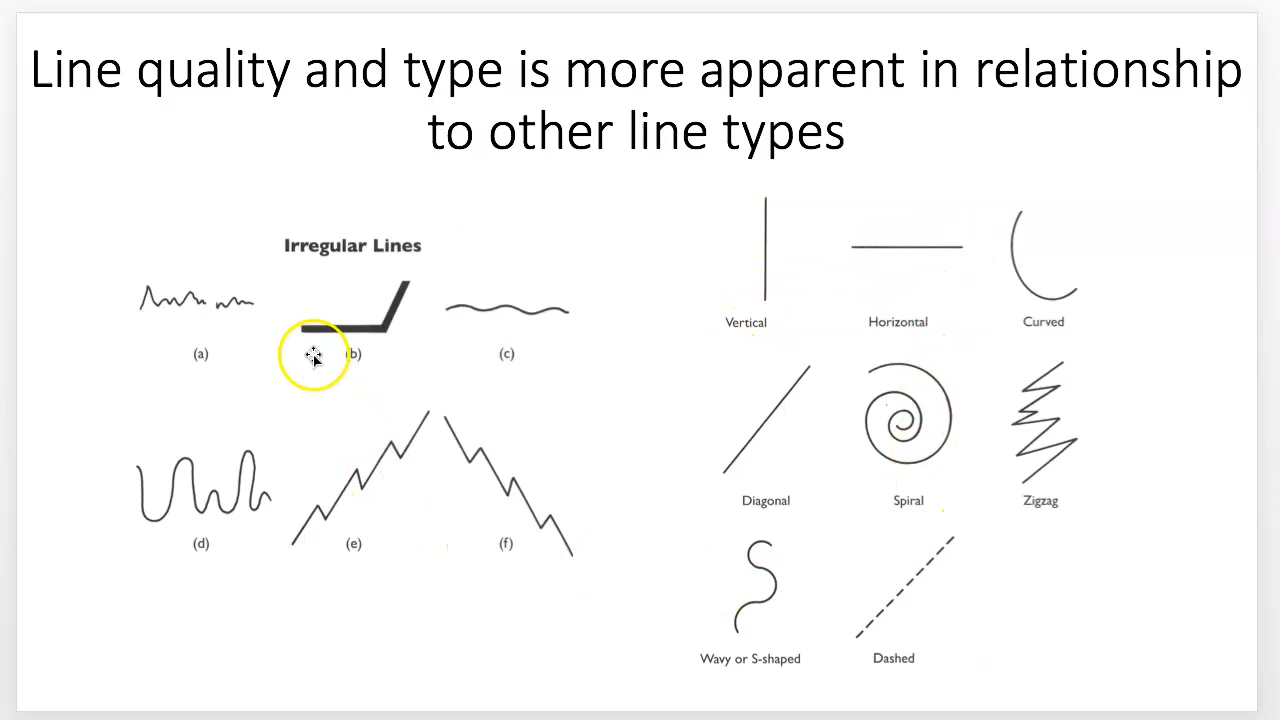 Line quality and type is more apparent in relationship
to other line types
Irregular Lines
(a)
(b)
(c)
(d)
(e)
(f)
Vertical
Horizontal
Curved
Diagonal
Spiral
Zigzag
Wavy or S-shaped
Dashed